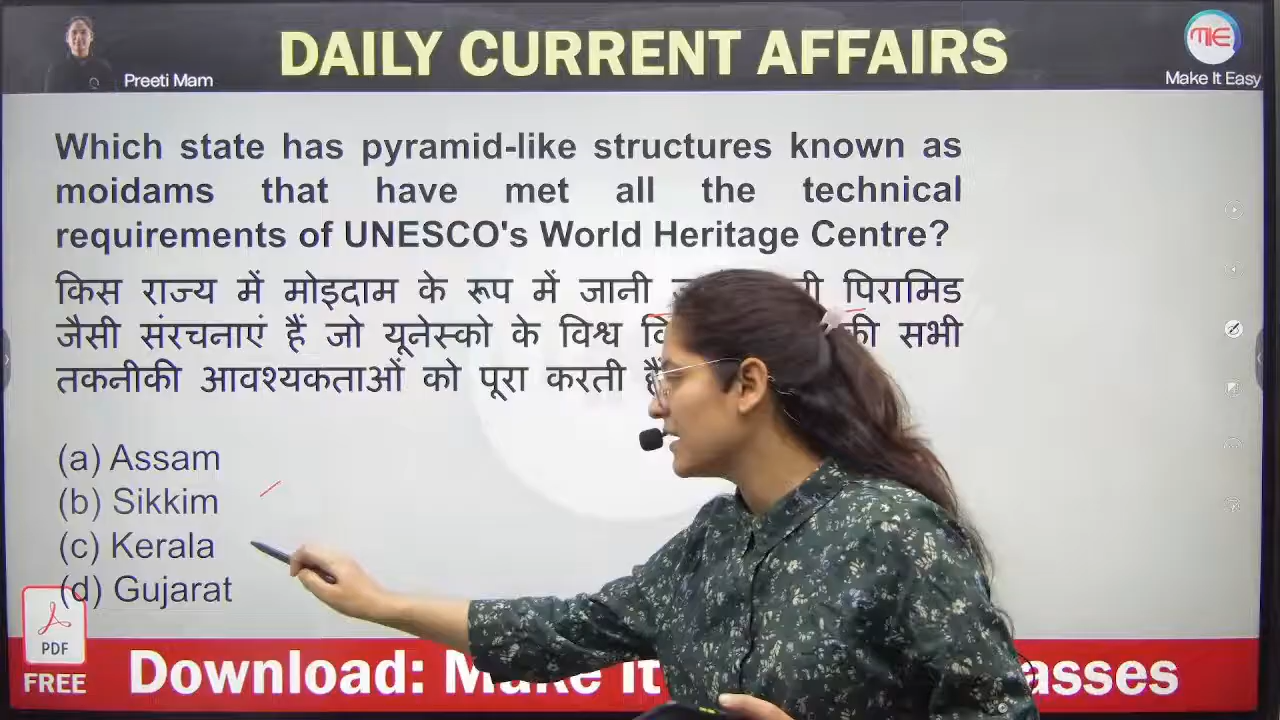 DAILY CURRENT AFFAIRS
Preeti Mam
Make It Easy
Which state has pyramid-like structures known as
moidams that have met all the technical
requirements of UNESCO's World Heritage Centre?
किस राज्य में मोइदाम के रूप में जानी पिरामिड
जैसी संरचनाएं हैं जो यूनेस्को के विश्व की सभी
तकनीकी आवश्यकताओं को पूरा करती
(a) Assam
(b) Sikkim
(c) Kerala
(d) Gujarat
PDF
FREE
Download: Make It asses